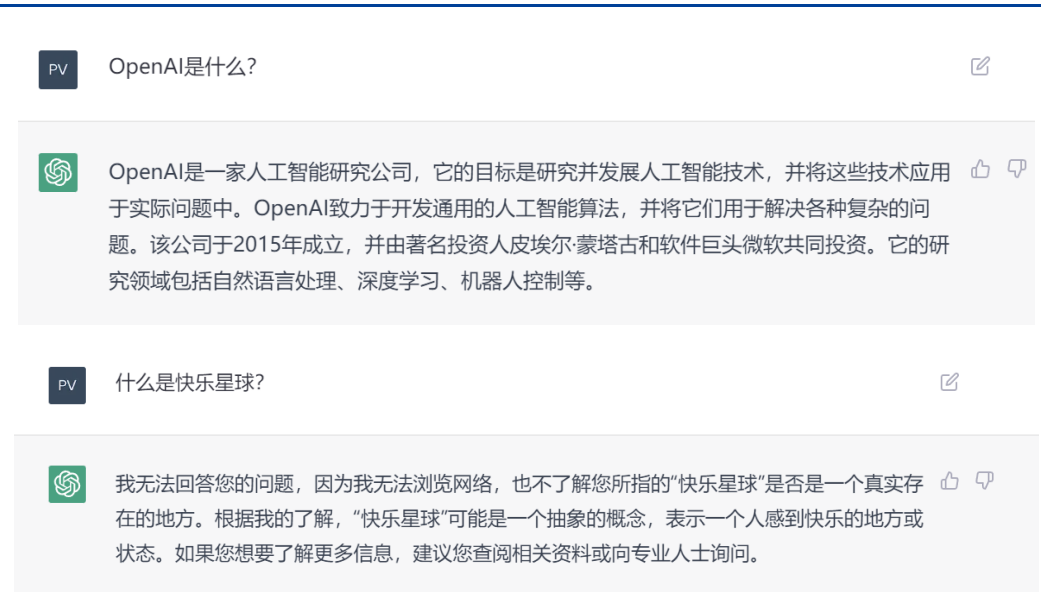 PV
OpenAI是什么?
OpenAI是一家人工智能研究公司，它的目标是研究并发展人工智能技术，并将这些技术应用
于实际问题中。OpenAI致力于开发通用的人工智能算法，并将它们用于解决各种复杂的问
题。该公司于2015年成立，并由著名投资人皮埃尔·蒙塔古和软件巨头微软共同投资。它的研
究领域包括自然语言处理、深度学习、机器人控制等。
PV
什么是快乐星球?
我无法回答您的问题，因为我无法浏览网络，也不了解您所指的“快乐星球”是否是一个真实存
在的地方。根据我的了解，“快乐星球”可能是一个抽象的概念，表示一个人感到快乐的地方或
状态。如果您想要了解更多信息，建议您查阅相关资料或向专业人士询问。